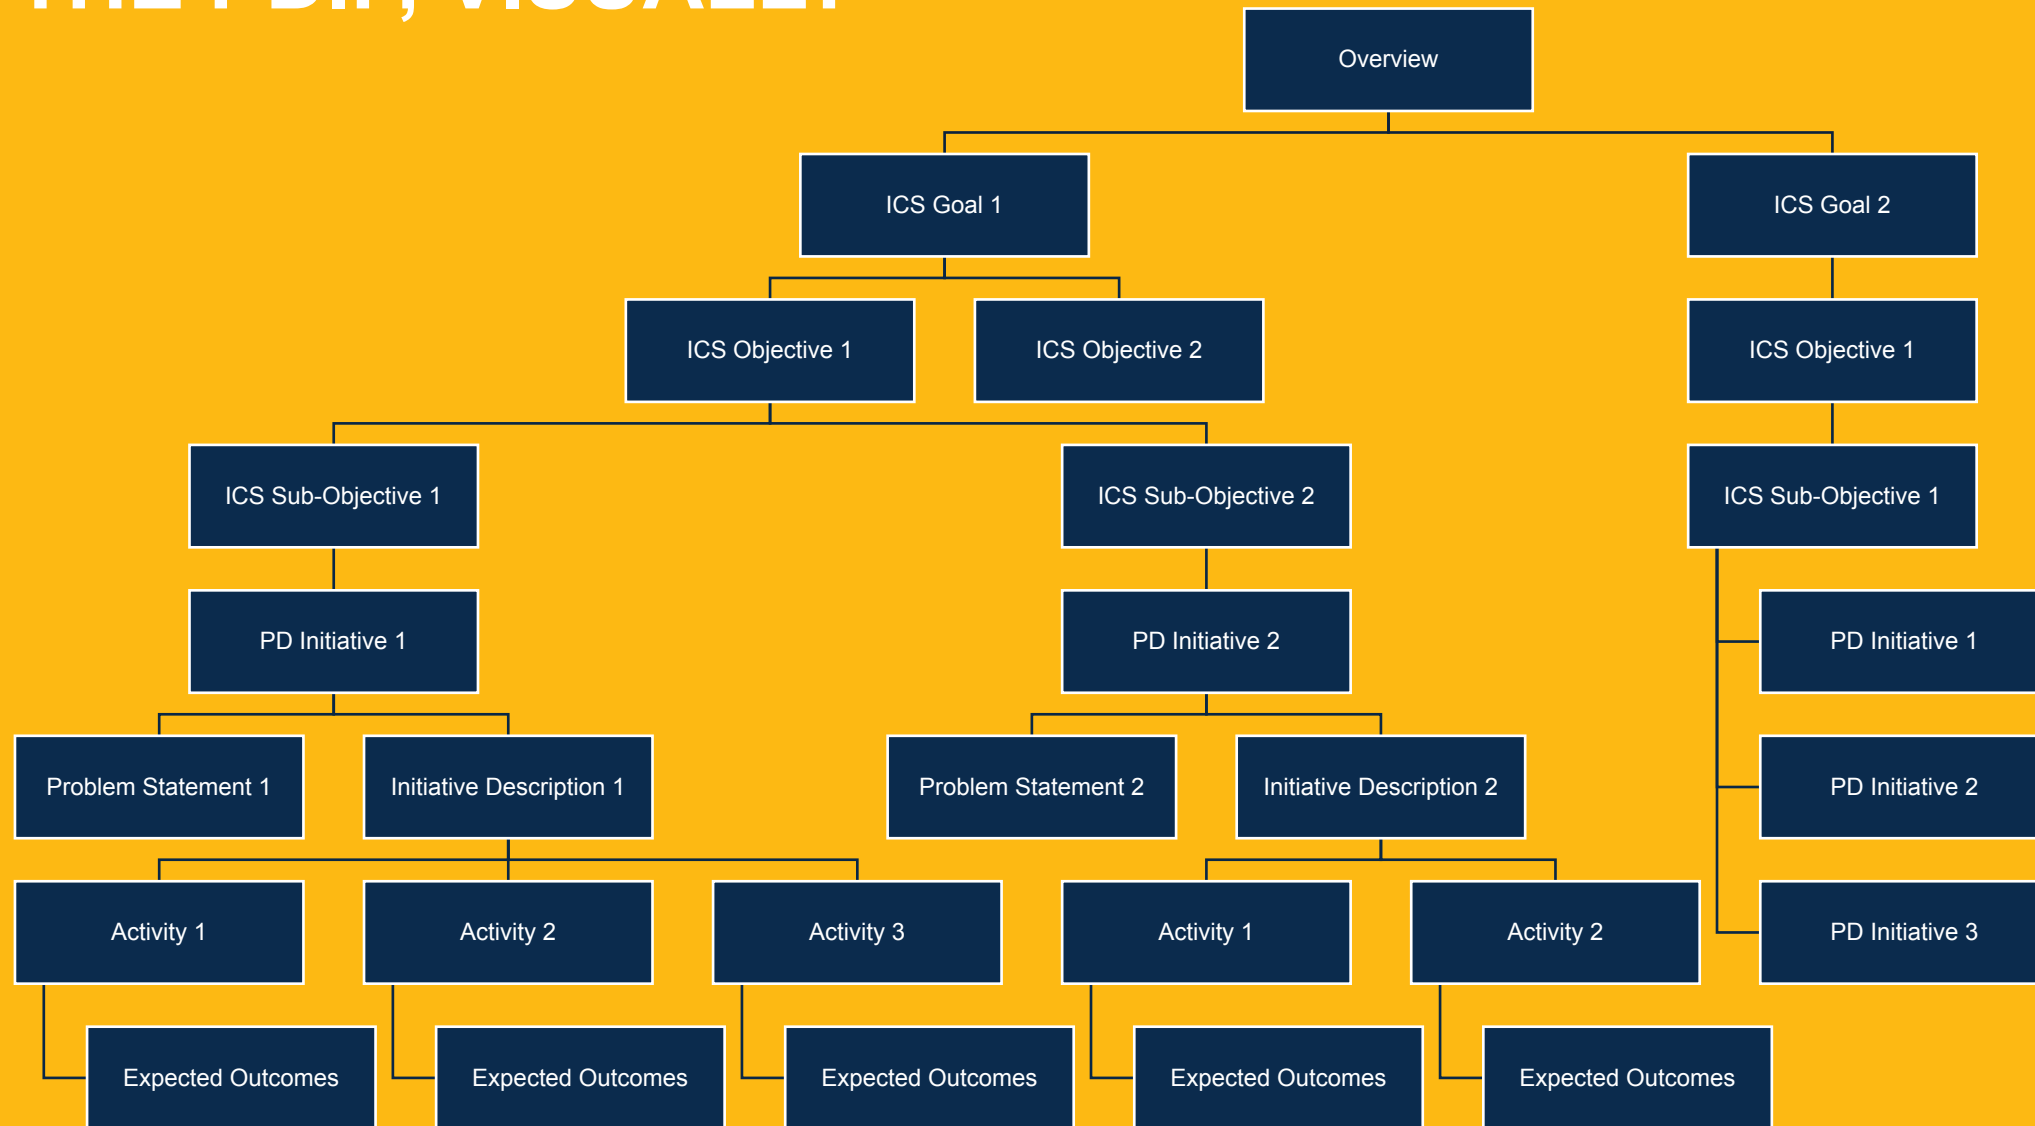 THE PDIP, VISUALLY
Overview
ICS Goal 1
ICS Goal 2
ICS Objective 1
ICS Objective 2
ICS Objective 1
ICS Sub-Objective 1
ICS Sub-Objective 2
ICS Sub-Objective 1
PD Initiative 1
PD Initiative 2
PD Initiative 1
Problem Statement 1
Initiative Description 1
Problem Statement 2
Initiative Description 2
PD Initiative 2
Activity 1
Activity 2
Activity 3
Activity 1
Activity 2
PD Initiative 3
Expected Outcomes
Expected Outcomes
Expected Outcomes
Expected Outcomes
Expected Outcomes